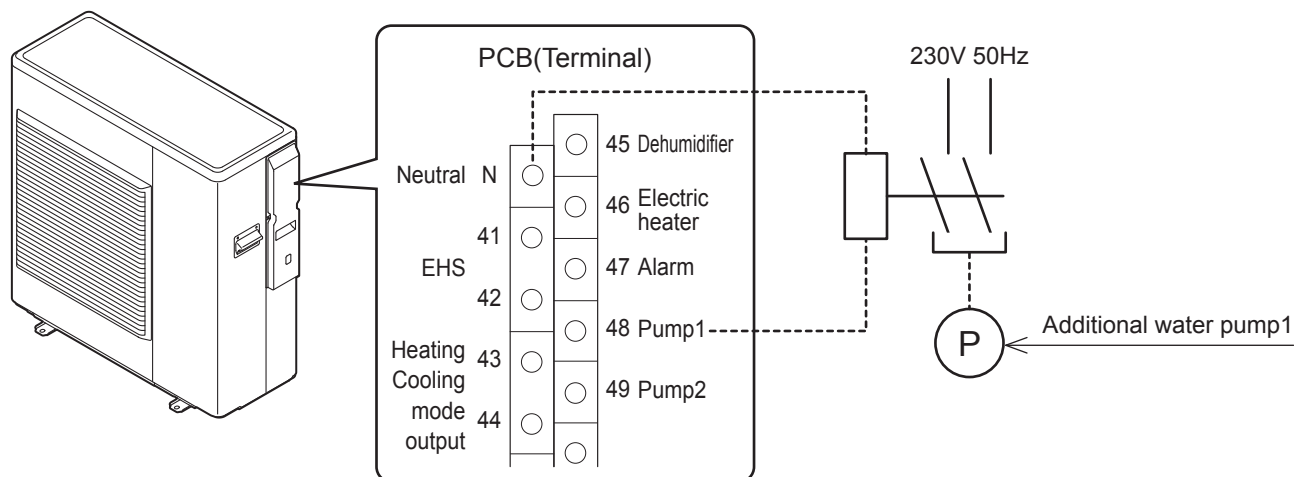 PCB(Terminal)
230V 50Hz
45 Dehumidifier
Neutral N
46 Electric
heater
41
EHS
47 Alarm
42
48 Pump1
Additional water pump1
P
Heating
43
Cooling
49 Pump2
mode
44
output